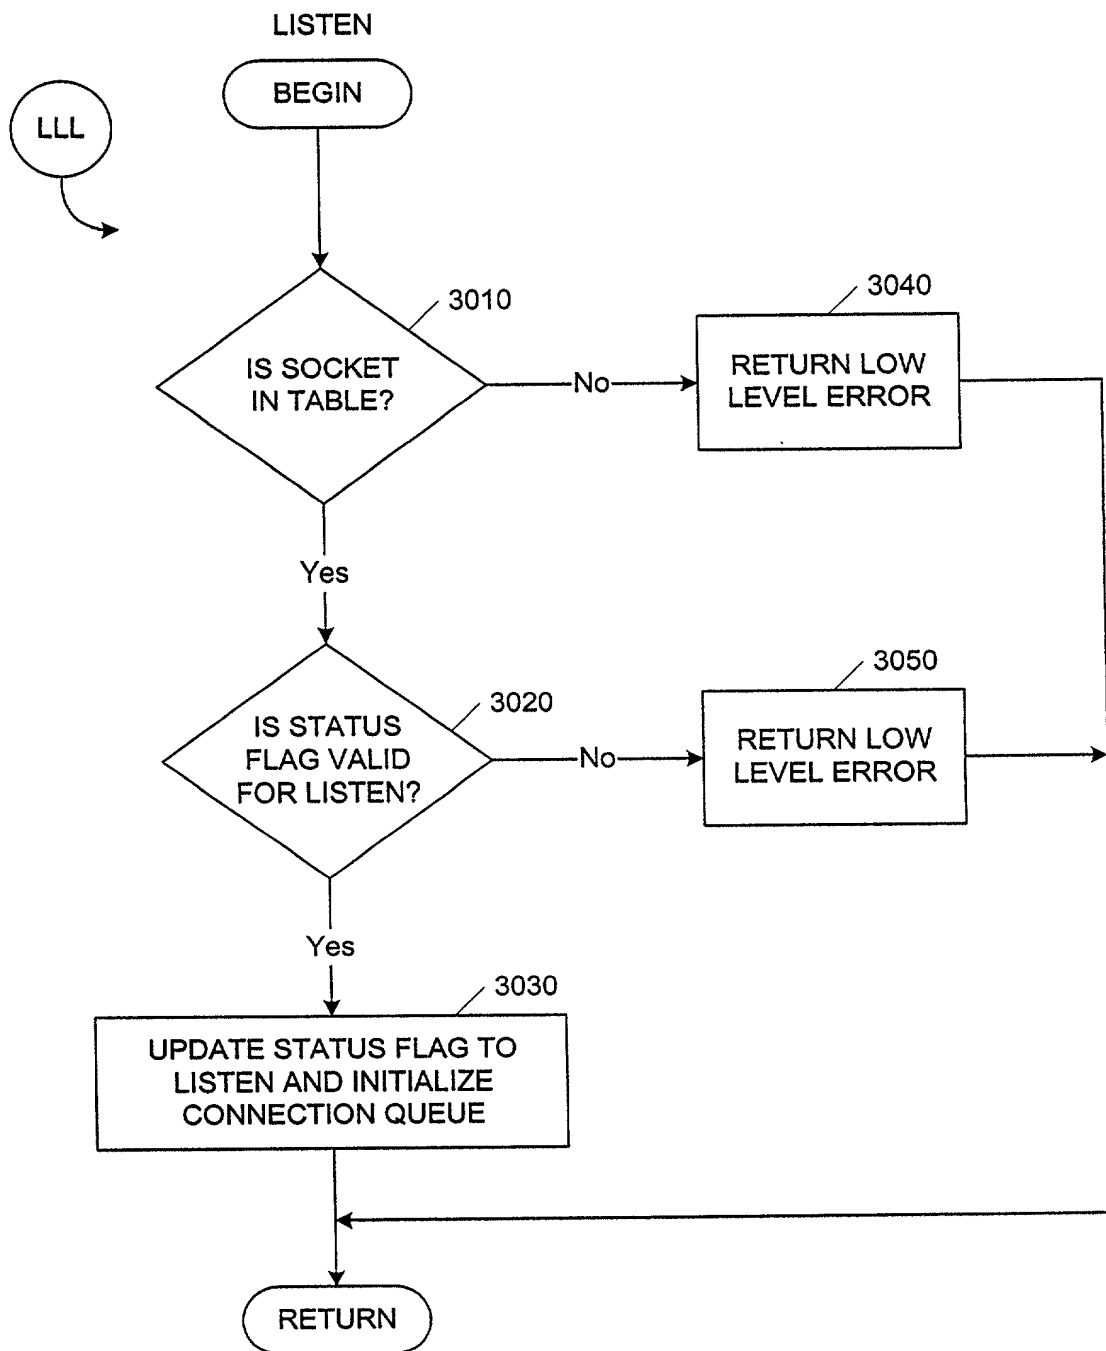 LISTEN
BEGIN
LLL
3010
IS SOCKET
IN TABLE?
No
3040
RETURN LOW
LEVEL ERROR
Yes
3020
IS STATUS
FLAG VALID
FOR LISTEN?
No
3050
RETURN LOW
LEVEL ERROR
Yes
3030
UPDATE STATUS FLAG TO
LISTEN AND INITIALIZE
CONNECTION QUEUE
RETURN